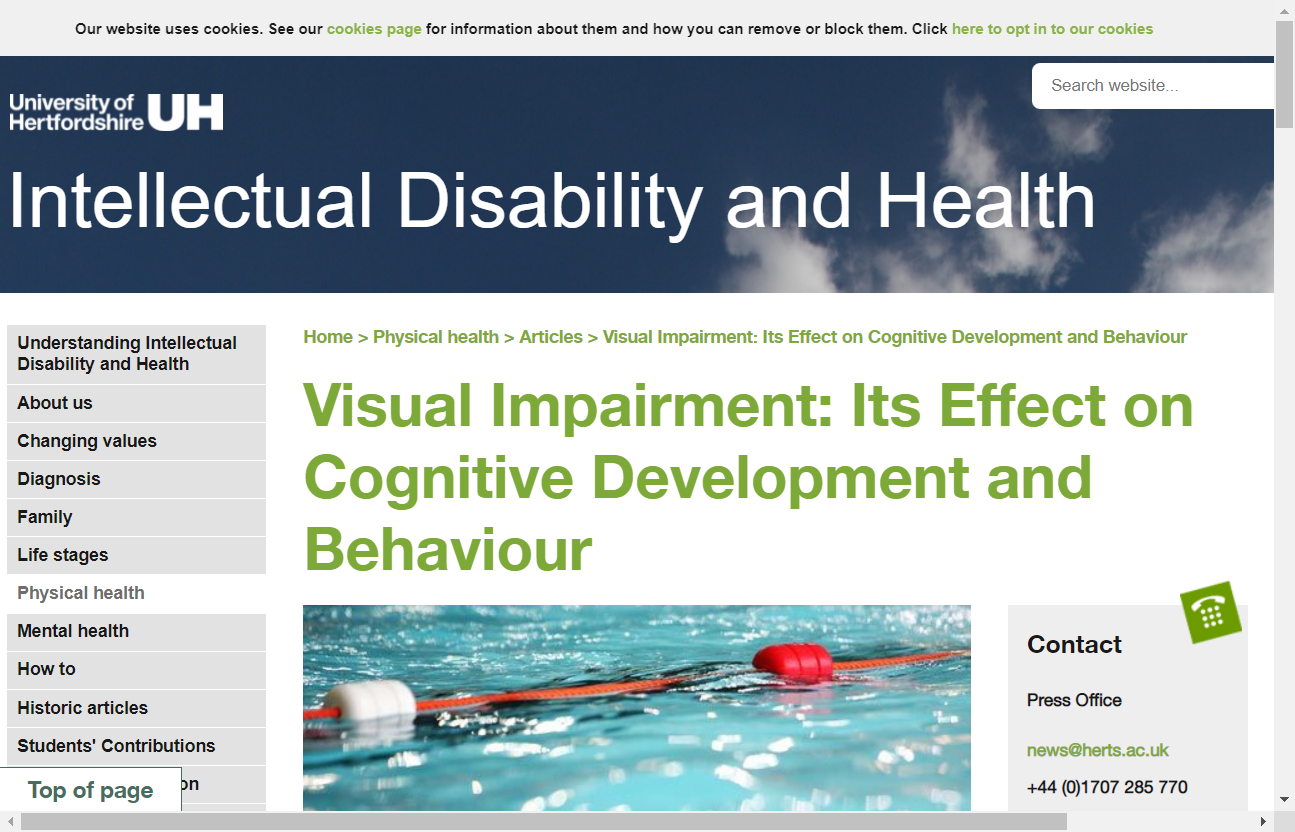 Our website uses cookies. See our cookies page for information about them and how you can remove or block them. Click here to opt in to our cookies
Search website...
University of
Hertfordshire UH
Intellectual Disability and Health
Understanding Intellectual
Disability and Health
About us
Changing values
Diagnosis
Family
Life stages
Physical health
Mental health
How to
Historic articles
Students' Contributions
on
Top of page
Home > Physical health > Articles > Visual Impairment: Its Effect on Cognitive Development and Behaviour
Visual Impairment: Its Effect on
Cognitive Development and
Behaviour
Contact
Press Office
news@herts.ac.uk
+44 (0)1707 285 770